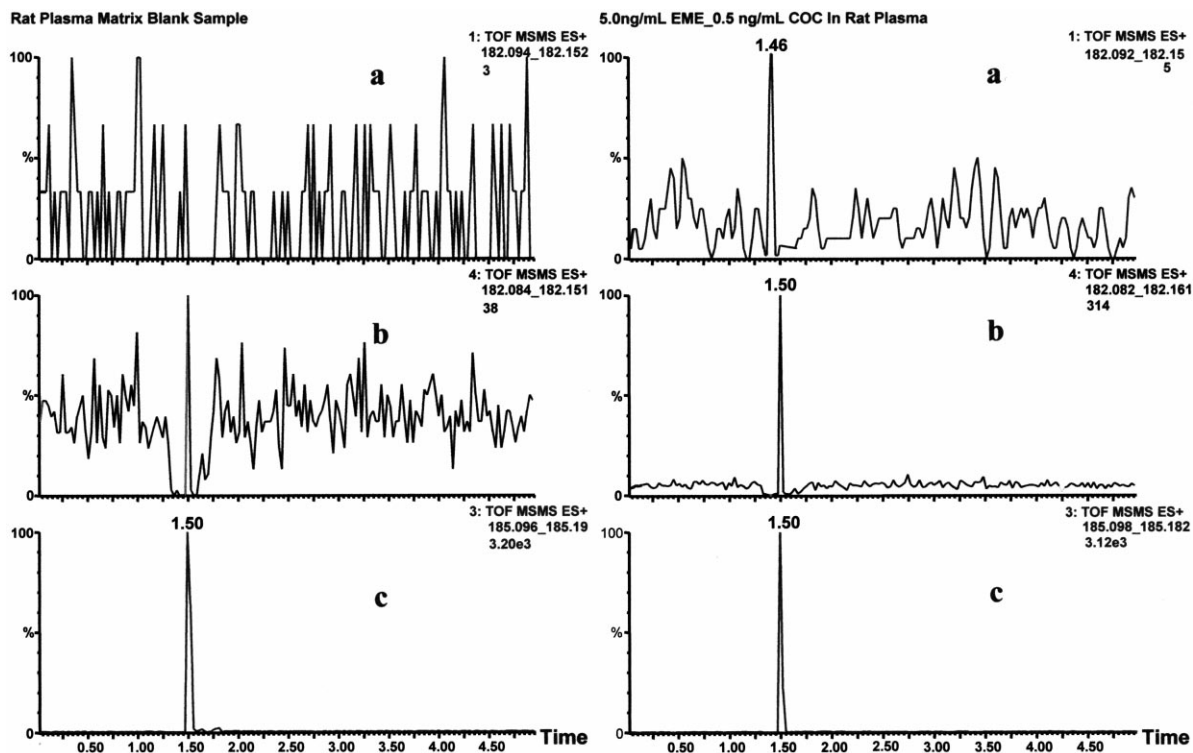 Rat Plasma Matrix Blank Sample
1: TOF MSMS ES+
182.094_182.152
3
a
100
%
0
4: TOF MSMS ES+
182.084_182.151
38
b
100
%
0
3: TOF MSMS ES+
185.096_185.19
3.20e3
1.50
c
100
%
0
0.50 1.00 1.50 2.00 2.50 3.00 3.50 4.00 4.50 Time
5.0ng/mL EME_0.5 ng/mL COC In Rat Plasma
1: TOF MSMS ES+
182.092_182.15
5
1.46
a
100
%
0
4: TOF MSMS ES+
182.082_182.161
314
1.50
b
100
%
0
3: TOF MSMS ES+
185.098_185.182
3.12e3
1.50
c
100
%
0
0.50 1.00 1.50 2.00 2.50 3.00 3.50 4.00 4.50 Time